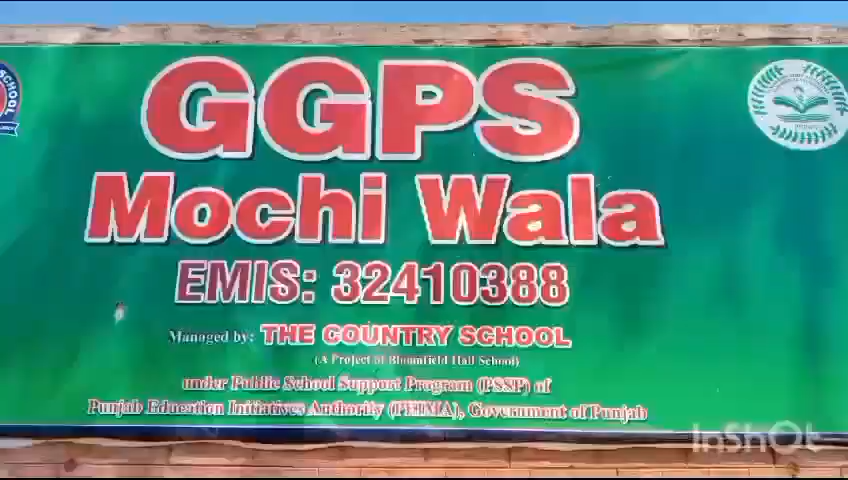 SCHOOL
GGPS
Mochi Wala
EMIS: 32410388
Managed by: THE COUNTRY SCHOOL
(A Project of Bloomfield Hall School)
under Public School Support Program (PSSP) of
Punjab Education Initiatives Authority (PEIMA), Government of Punjab
InShOt